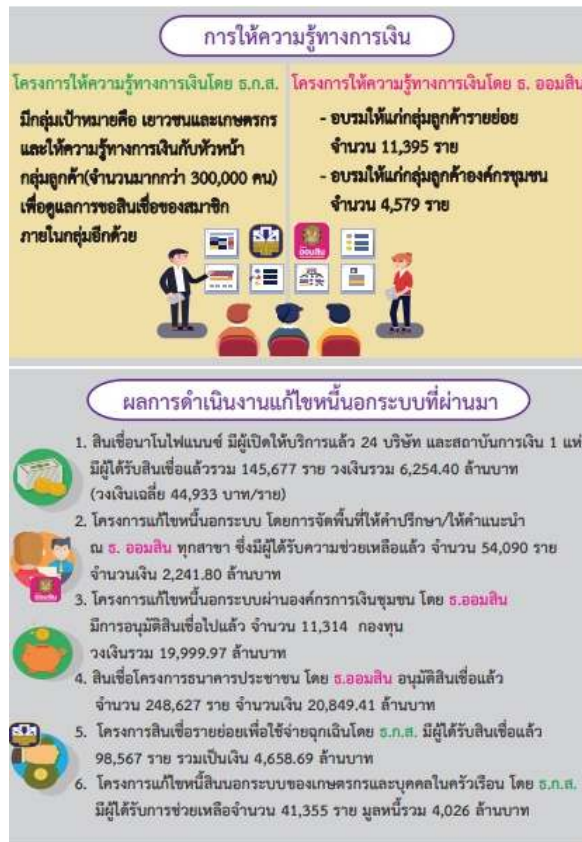 การให้ความรู้ทางการเงิน
โครงการให้ความรู้ทางการเงินโดย ธ.ก.ส.
มีกลุ่มเป้าหมายคือ เยาวชนและเกษตรกร
และให้ความรู้ทางการเงินกับหัวหน้า
กลุ่มลูกค้า(จำนวนมากกว่า 300,000 คน)
เพื่อดูแลการขอสินเชื่อของสมาชิก
ภายในกลุ่มอีกด้วย
โครงการให้ความรู้ทางการเงินโดย ธ. ออมสิน
- อบรมให้แก่กลุ่มลูกค้ารายย่อย
จำนวน 11,395 ราย
- อบรมให้แก่กลุ่มลูกค้าองค์กรชุมชน
จำนวน 4,579 ราย
ออมสิน
ผลการดำเนินงานแก้ไขหนี้นอกระบบที่ผ่านมา
1. สินเชื่อนาโนไฟแนนซ์ มีผู้เปิดให้บริการแล้ว 24 บริษัท และสถาบันการเงิน 1 แห่
มีผู้ได้รับสินเชื่อแล้วรวม 145,677 ราย วงเงินรวม 6,254.40 ล้านบาท
(วงเงินเฉลี่ย 44,933 บาท/ราย)
2. โครงการแก้ไขหนี้นอกระบบ โดยการจัดพื้นที่ให้คำปรึกษา/ให้คำแนะนำ
ณ ธ. ออมสิน ทุกสาขา ซึ่งมีผู้ได้รับความช่วยเหลือแล้ว จำนวน 54,090 ราย
จำนวนเงิน 2,241.80 ล้านบาท
ออมสิน
3. โครงการแก้ไขหนี้นอกระบบผ่านองค์กรการเงินชุมชน โดย ธ.ออมสิน
มีการอนุมัติสินเชื่อไปแล้ว จำนวน 11,314 กองทุน
วงเงินรวม 19,999.97 ล้านบาท
4. สินเชื่อโครงการธนาคารประชาชน โดย ธ.ออมสิน อนุมัติสินเชื่อแล้ว
จำนวน 248,627 ราย จำนวนเงิน 20,849.41 ล้านบาท
5. โครงการสินเชื่อรายย่อยเพื่อใช้จ่ายฉุกเฉินโดย ธ.ก.ส. มีผู้ได้รับสินเชื่อแล้ว
98,567 ราย รวมเป็นเงิน 4,658.69 ล้านบาท
6. โครงการแก้ไขหนี้สินนอกระบบของเกษตรกรและบุคคลในครัวเรือน โดย ธ.ก.ส.
มีผู้ได้รับการช่วยเหลือจำนวน 41,355 ราย มูลหนี้รวม 4,026 ล้านบาท